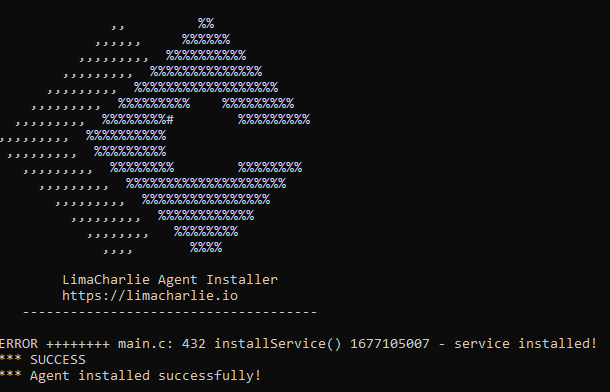 ,,         %%
,,,,,,     %%%%%%
,,,,,,,,,  %%%%%%%%%%
,,,,,,,,,  %%%%%%%%%%%%%%
,,,,,,,,,  %%%%%%%%%%%%%%%%%%
,,,,,,,,,  %%%%%%%%%    %%%%%%%%%
,,,,,,,,,  %%%%%%%%#        %%%%%%%%%
,,,,,,,,,  %%%%%%%%%%
,,,,,,,,,  %%%%%%%%%
,,,,,,,,,  %%%%%%%%        %%%%%%%%
,,,,,,,,,  %%%%%%%%%%%%%%%%%%%%
,,,,,,,,,  %%%%%%%%%%%%%%%%
,,,,,,,,,  %%%%%%%%%%%%
,,,,,,,,   %%%%%%%%
,,,,       %%%%
LimaCharlie Agent Installer
https://limacharlie.io
-------------------------------------
ERROR ++++++++ main.c: 432 installService() 1677105007 - service installed!
*** SUCCESS
*** Agent installed successfully!